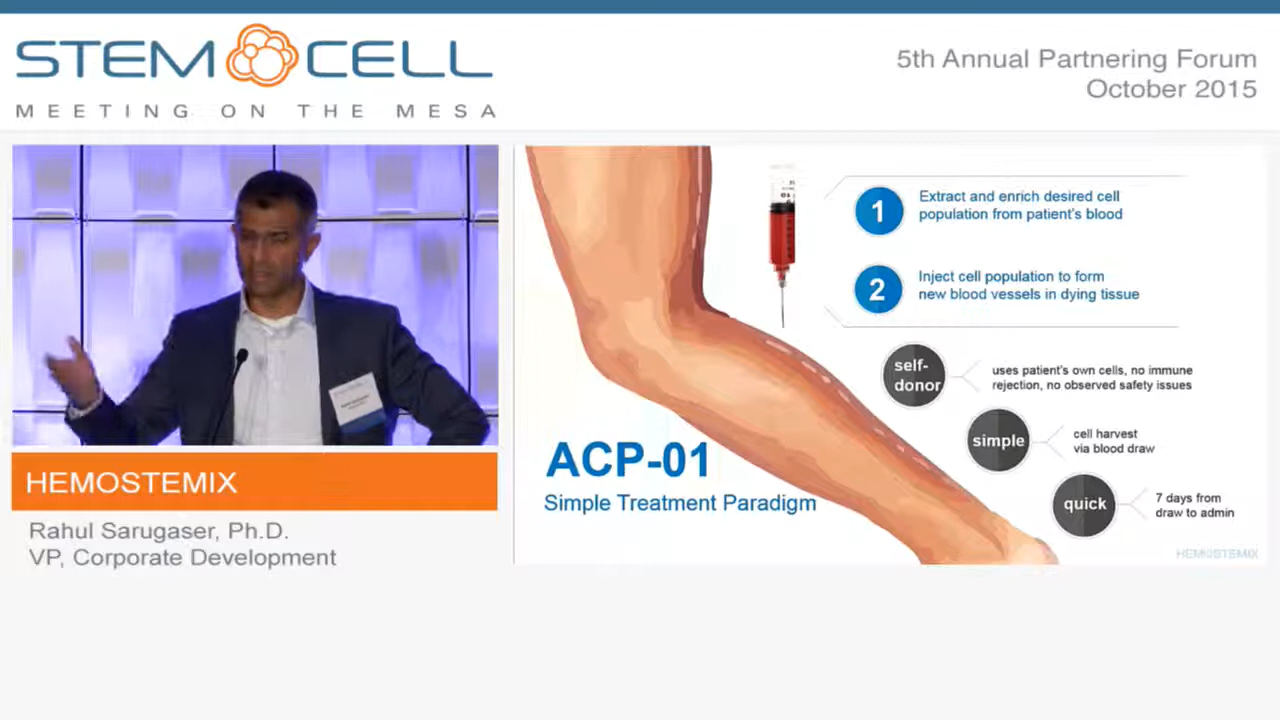 STEM CELL
MEETING ON THE MESA
5th Annual Partnering Forum
October 2015
HEMOSTEMIX
Rahul Sarugaser, Ph.D.
VP, Corporate Development
1
Extract and enrich desired cell
population from patient's blood
2
Inject cell population to form
new blood vessels in dying tissue
self-
donor
uses patient's own cells, no immune
rejection, no observed safety issues
simple
cell harvest
via blood draw
quick
7 days from
draw to admin
ACP-01
Simple Treatment Paradigm
HEMOSTEMIX